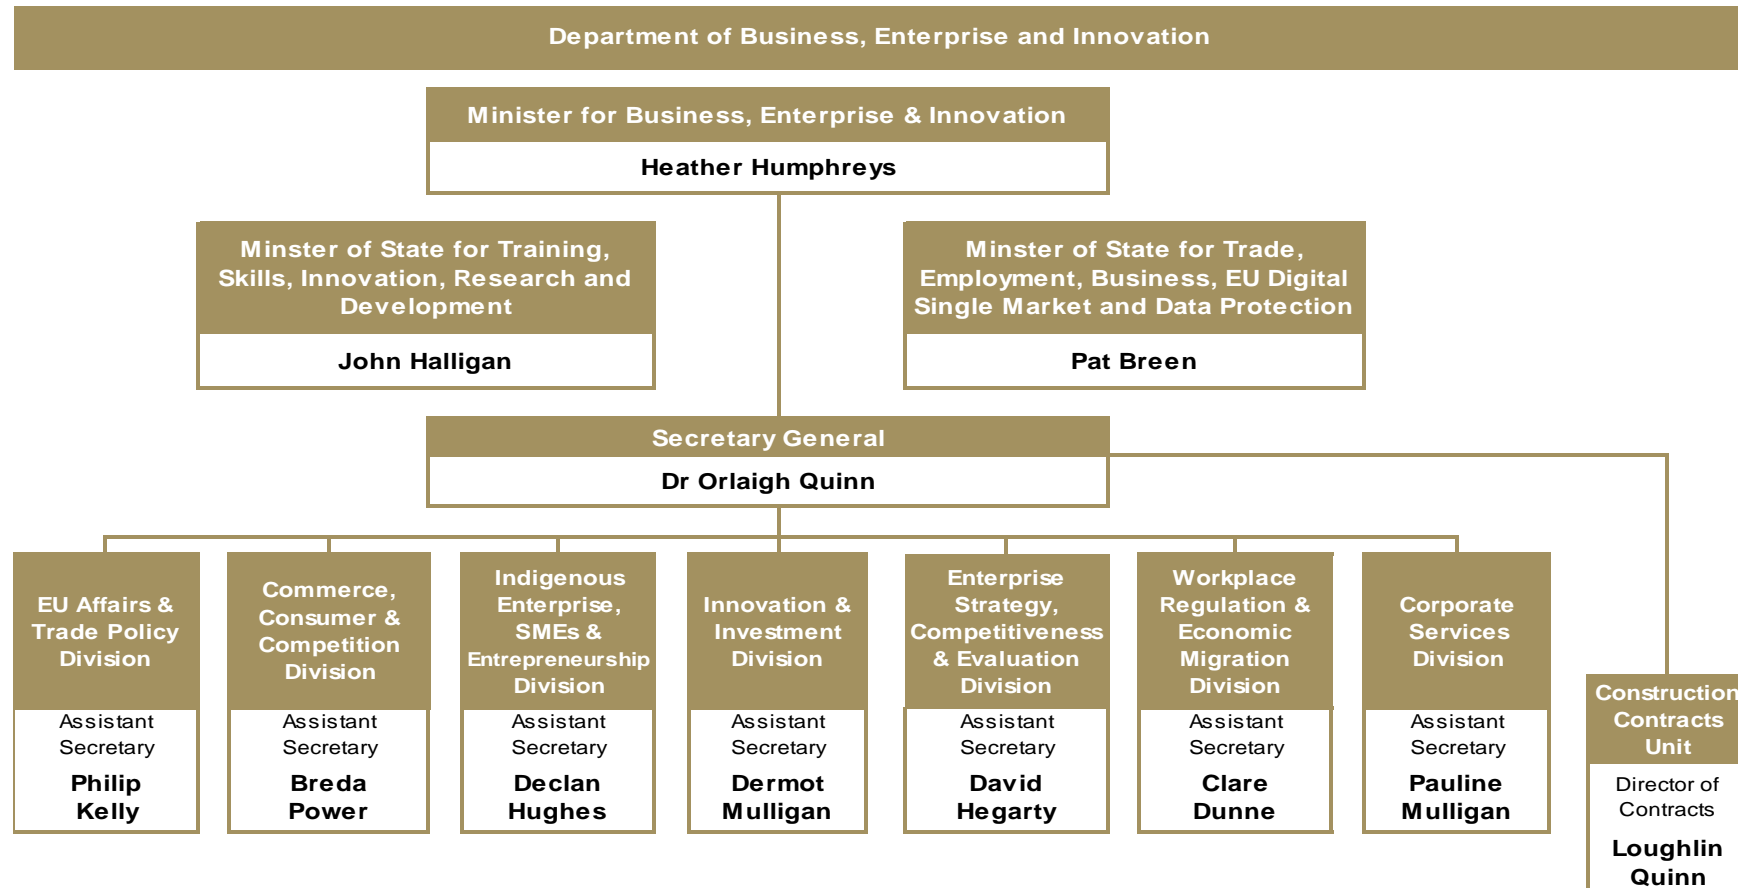 Department of Business, Enterprise and Innovation
Minister for Business, Enterprise & Innovation
Heather Humphreys
Minster of State for Training,
Skills, Innovation, Research and
Development
John Halligan
Minster of State for Trade,
Employment, Business, EU Digital
Single Market and Data Protection
Pat Breen
Secretary General
Dr Orlaigh Quinn
EU Affairs &
Trade Policy
Division
Assistant
Secretary
Philip
Kelly
Commerce,
Consumer &
Competition
Division
Assistant
Secretary
Breda
Power
Indigenous
Enterprise,
SMEs &
Entrepreneurship
Division
Assistant
Secretary
Declan
Hughes
Innovation &
Investment
Division
Assistant
Secretary
Dermot
Mulligan
Enterprise
Strategy,
Competitiveness
& Evaluation
Division
Assistant
Secretary
David
Hegarty
Workplace
Regulation &
Economic
Migration
Division
Assistant
Secretary
Clare
Dunne
Corporate
Services
Division
Assistant
Secretary
Pauline
Mulligan
Construction
Contracts
Unit
Director of
Contracts
Loughlin
Quinn